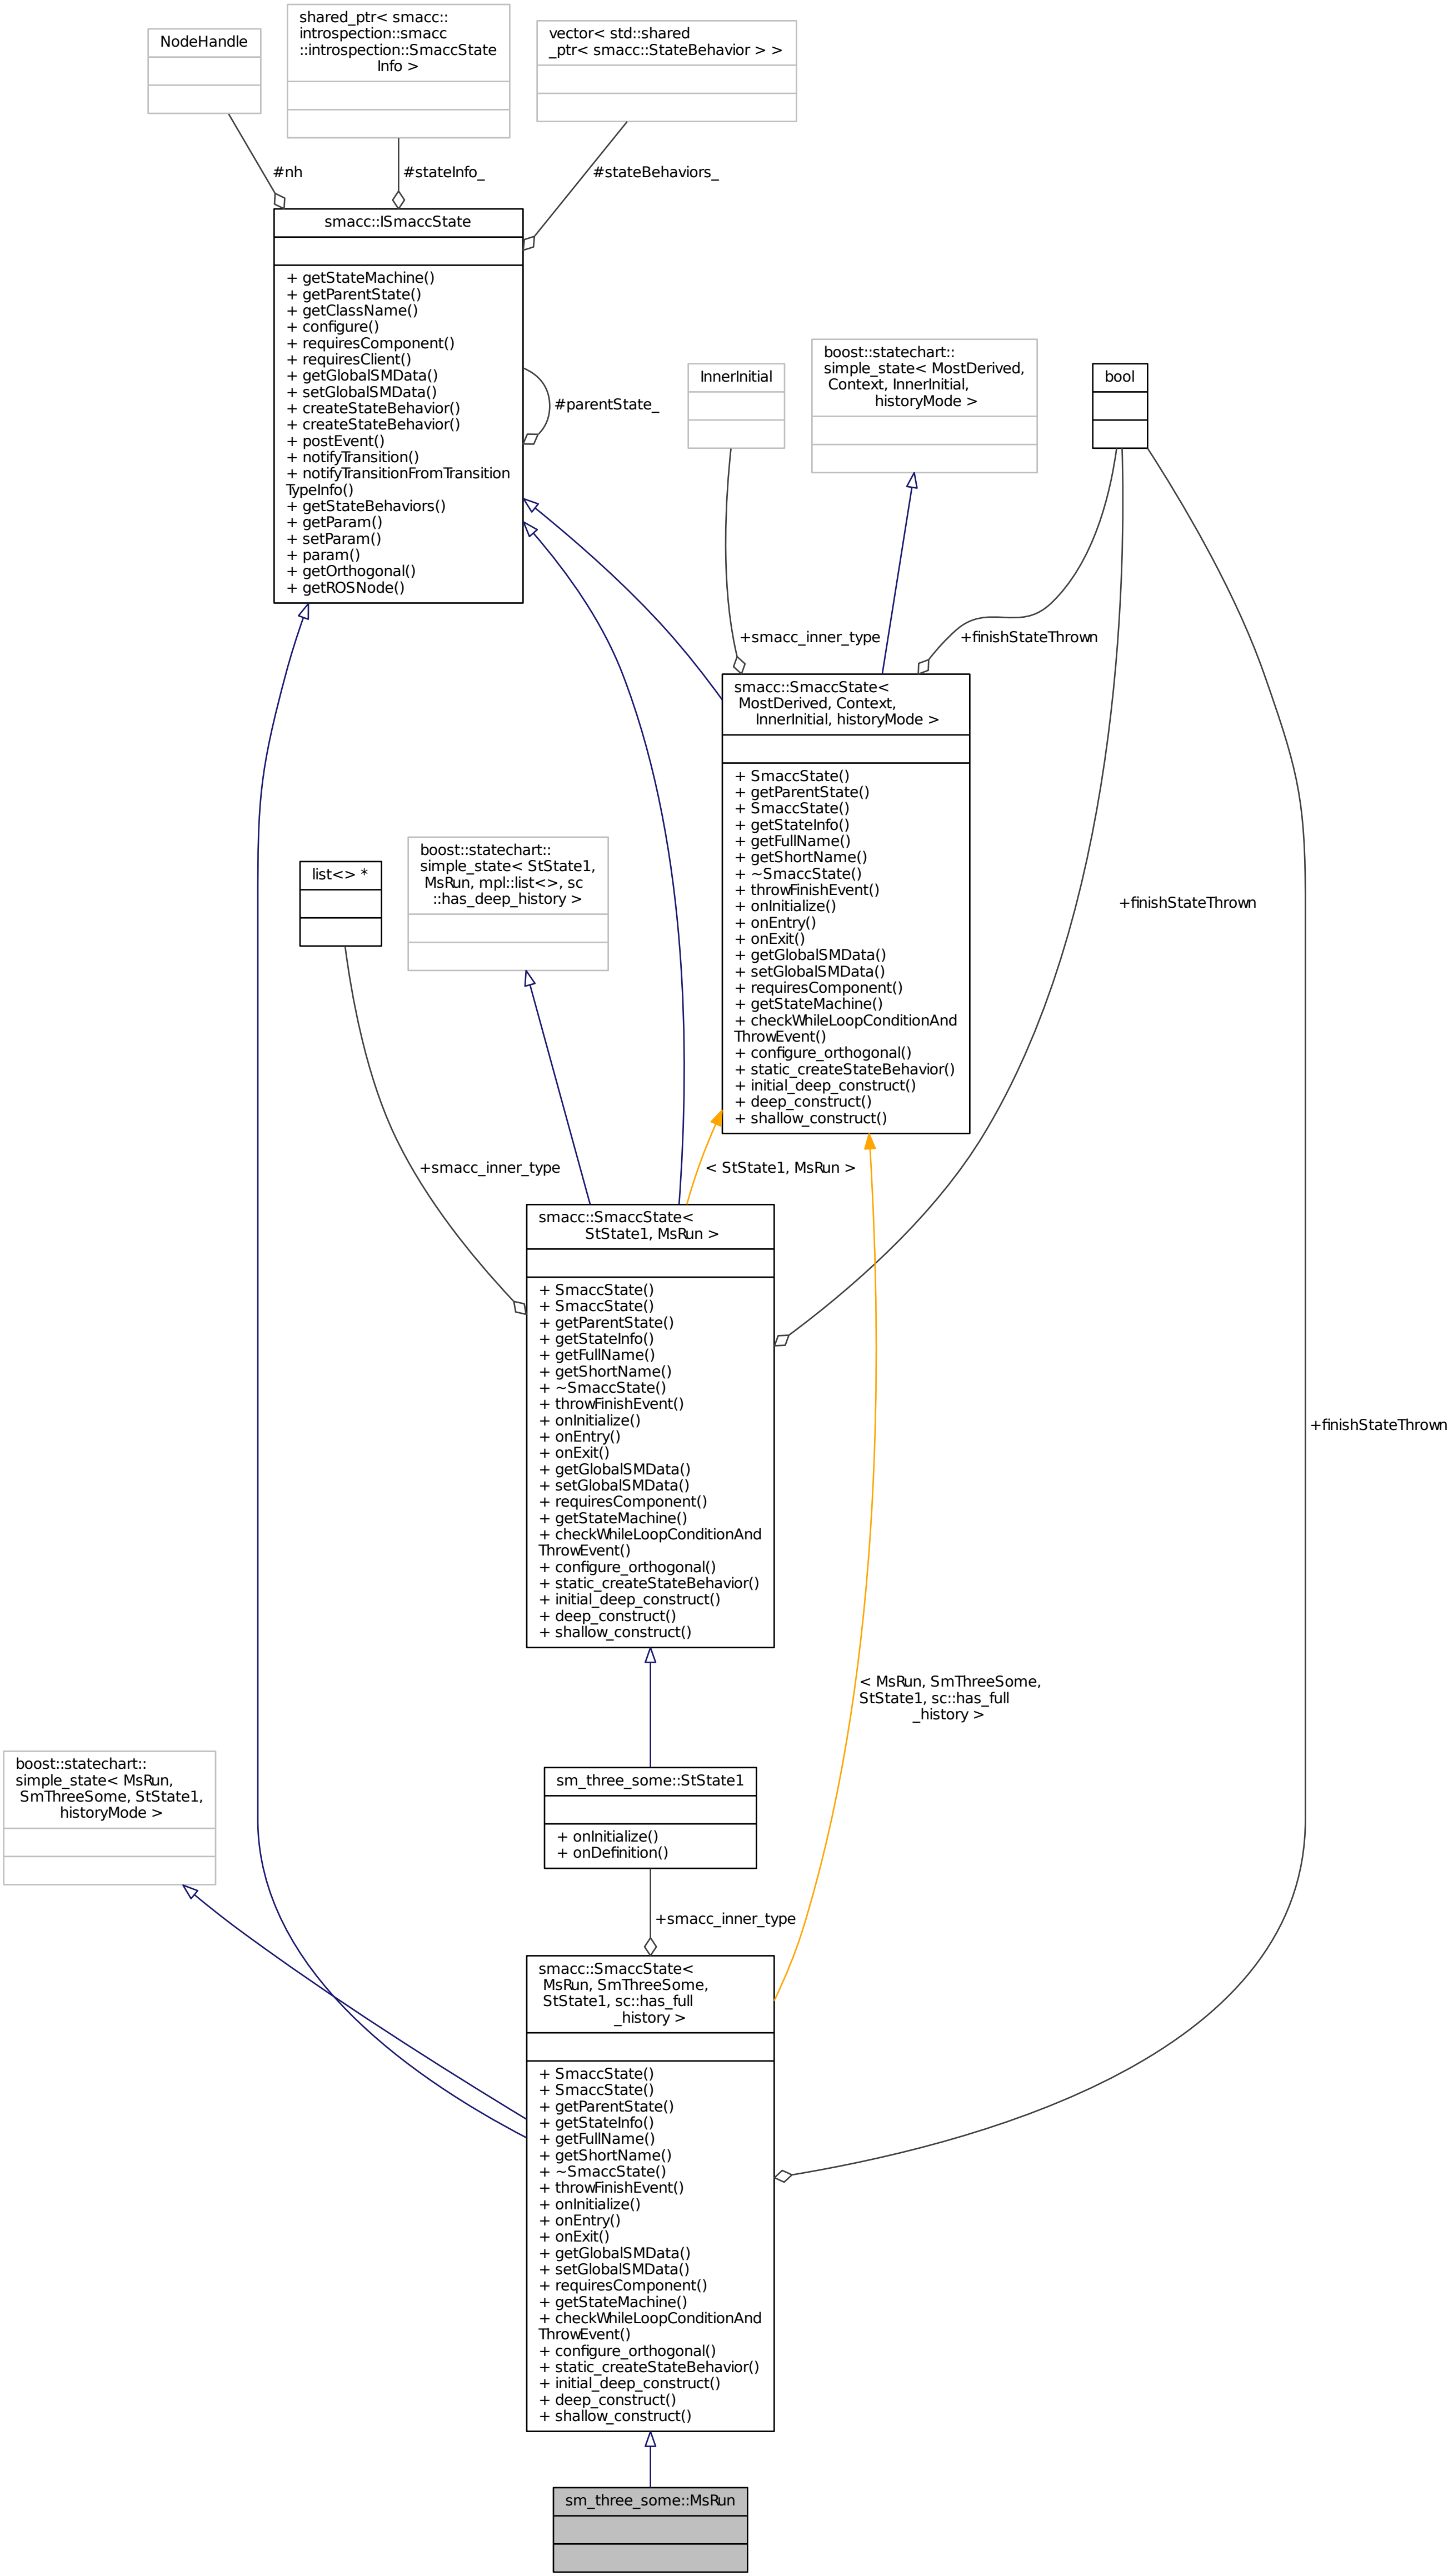 NodeHandle
shared_ptr< smacc::
introspection::smacc
::introspection::SmaccState
Info >
vector< std::shared
_ptr< smacc::StateBehavior > >
#nh
#stateInfo_
#stateBehaviors_
smacc::ISmaccState
+ getStateMachine()
+ getParentState()
+ getClassName()
+ configure()
+ requiresComponent()
+ requiresClient()
+ getGlobalSMData()
+ setGlobalSMData()
+ createStateBehavior()
+ createStateBehavior()
+ postEvent()
+ notifyTransition()
+ notifyTransitionFromTransition
TypeInfo()
+ getStateBehaviors()
+ getParam()
+ setParam()
+ param()
+ getOrthogonal()
+ getROSNode()
#parentState_
InnerInitial
boost::statechart::
simple_state< MostDerived,
Context, InnerInitial,
historyMode >
bool
+smacc_inner_type
+finishStateThrown
smacc::SmaccState<
MostDerived, Context,
InnerInitial, historyMode >
+ SmaccState()
+ getParentState()
+ SmaccState()
+ getStateInfo()
+ getFullName()
+ getShortName()
+ ~SmaccState()
+ throwFinishEvent()
+ onInitialize()
+ onEntry()
+ onExit()
+ getGlobalSMData()
+ setGlobalSMData()
+ requiresComponent()
+ getStateMachine()
+ checkWhileLoopConditionAnd
ThrowEvent()
+ configure_orthogonal()
+ static_createStateBehavior()
+ initial_deep_construct()
+ deep_construct()
+ shallow_construct()
list<> *
boost::statechart::
simple_state< StState1,
MsRun, mpl::list<>, sc
::has_deep_history >
+finishStateThrown
+smacc_inner_type
< StState1, MsRun >
smacc::SmaccState<
StState1, MsRun >
+ SmaccState()
+ SmaccState()
+ getParentState()
+ getStateInfo()
+ getFullName()
+ getShortName()
+ ~SmaccState()
+ throwFinishEvent()
+ onInitialize()
+ onEntry()
+ onExit()
+ getGlobalSMData()
+ setGlobalSMData()
+ requiresComponent()
+ getStateMachine()
+ checkWhileLoopConditionAnd
ThrowEvent()
+ configure_orthogonal()
+ static_createStateBehavior()
+ initial_deep_construct()
+ deep_construct()
+ shallow_construct()
+finishStateThrown
< MsRun, SmThreeSome,
StState1, sc::has_full
_history >
boost::statechart::
simple_state< MsRun,
SmThreeSome, StState1,
historyMode >
sm_three_some::StState1
+ onInitialize()
+ onDefinition()
+smacc_inner_type
smacc::SmaccState<
MsRun, SmThreeSome,
StState1, sc::has_full
_history >
+ SmaccState()
+ SmaccState()
+ getParentState()
+ getStateInfo()
+ getFullName()
+ getShortName()
+ ~SmaccState()
+ throwFinishEvent()
+ onInitialize()
+ onEntry()
+ onExit()
+ getGlobalSMData()
+ setGlobalSMData()
+ requiresComponent()
+ getStateMachine()
+ checkWhileLoopConditionAnd
ThrowEvent()
+ configure_orthogonal()
+ static_createStateBehavior()
+ initial_deep_construct()
+ deep_construct()
+ shallow_construct()
sm_three_some::MsRun